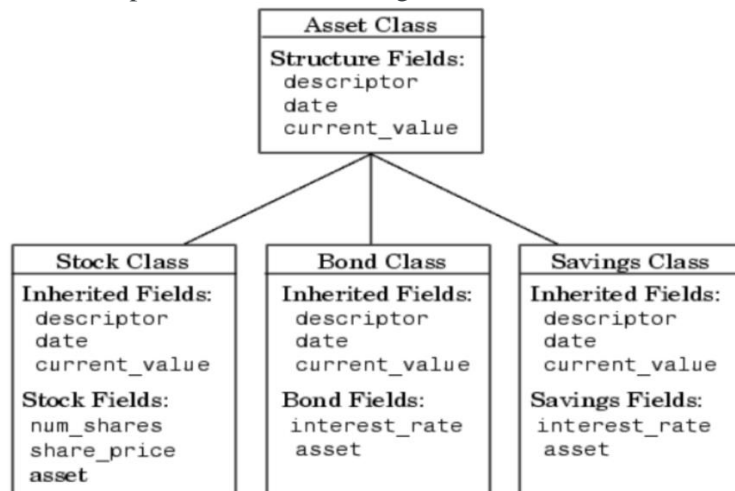 Asset Class
Structure Fields:
descriptor
date
current_value
Stock Class
Inherited Fields:
descriptor
date
current_value
Stock Fields:
num_shares
share_price
asset
Bond Class
Inherited Fields:
descriptor
date
current_value
Bond Fields:
interest_rate
asset
Savings Class
Inherited Fields:
descriptor
date
current_value
Savings Fields:
interest_rate
asset